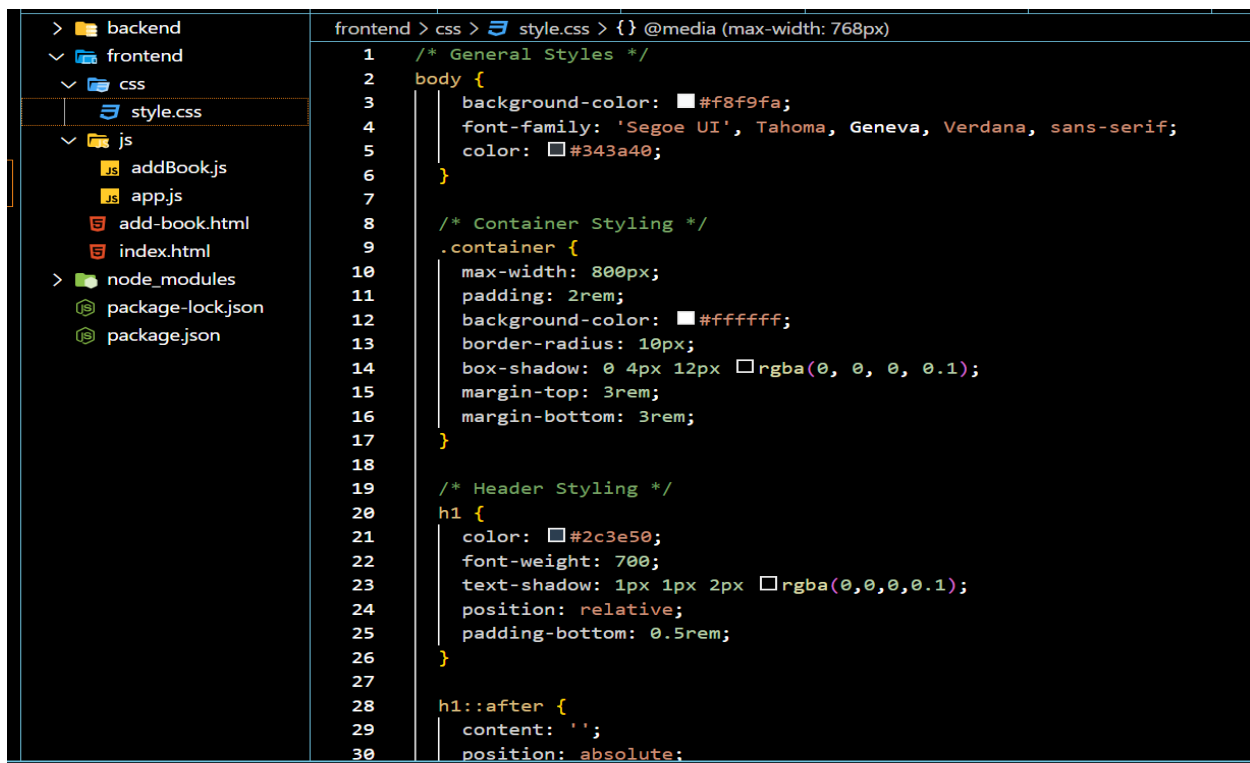 backend
frontend
css
style.css
js
JS addBook.js
JS app.js
5 add-book.html
5 index.html
node_modules
JS package-lock.json
JS package.json
frontend > css > style.css > {} @media (max-width: 768px)
1 /* General Styles */
2 body {
3 background-color: #f8f9fa;
4 font-family: 'Segoe UI', Tahoma, Geneva, Verdana, sans-serif;
5 color: #343a40;
6 }
7
8 /* Container Styling */
9 .container {
10 max-width: 800px;
11 padding: 2rem;
12 background-color: #ffffff;
13 border-radius: 10px;
14 box-shadow: 0 4px 12px rgba(0, 0, 0, 0.1);
15 margin-top: 3rem;
16 margin-bottom: 3rem;
17 }
18
19 /* Header Styling */
20 h1 {
21 color: #2c3e50;
22 font-weight: 700;
23 text-shadow: 1px 1px 2px rgba(0,0,0,0.1);
24 position: relative;
25 padding-bottom: 0.5rem;
26 }
27
28 h1::after {
29 content: '';
30 position: absolute;